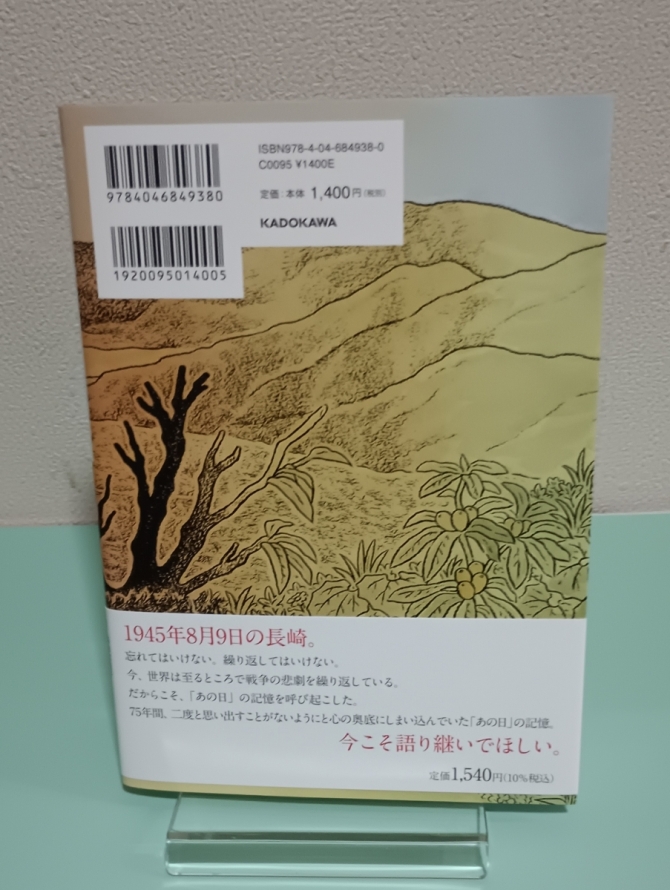 ISBN978-4-04-684938-0
C0095 ¥1400E
9784046849380
定価:本体 1,400円(税別)
KADOKAWA
1920095014005
1945年8月9日の長崎。
忘れてはいけない。繰り返してはいけない。
今、世界は至るところで戦争の悲劇を繰り返している。
だからこそ、「あの日」の記憶を呼び起こした。
75年間、二度と思い出すことがないようにと心の奥底にしまい込んでいた「あの日」の記憶。
今こそ語り継いでほしい。
定価1,540円(10%税込)